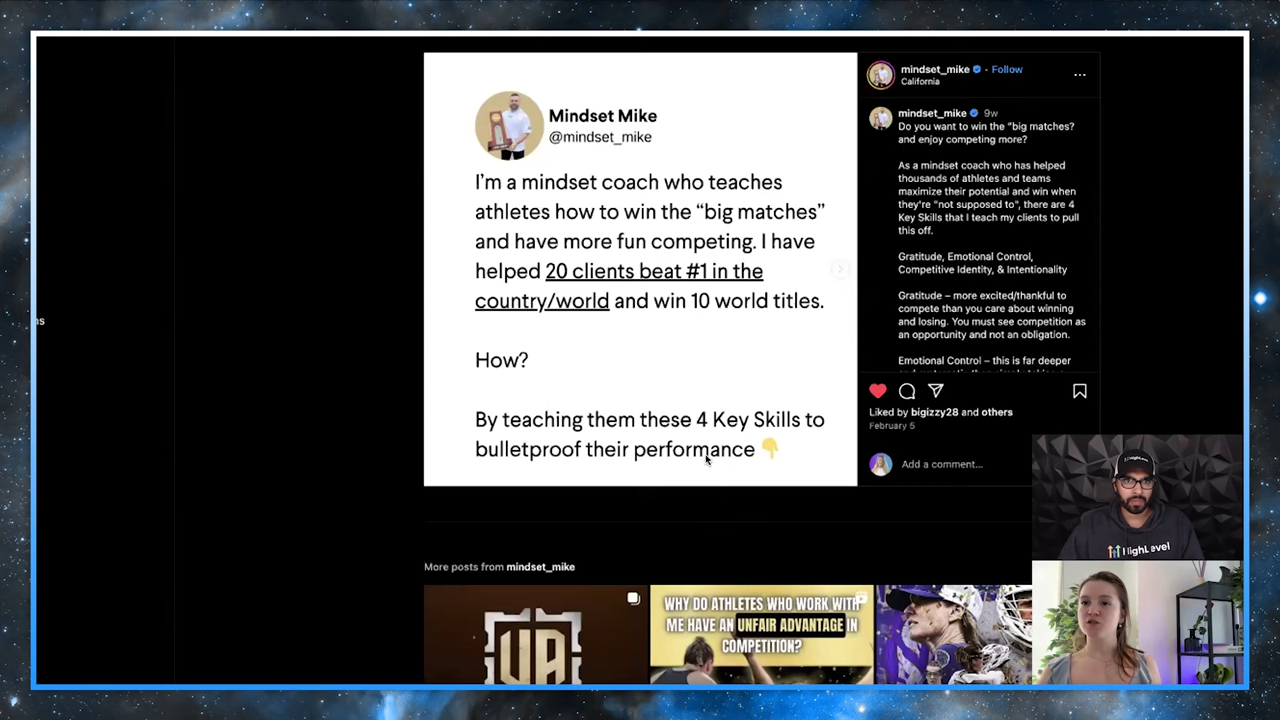 Mindset Mike
@mindset_mike
I'm a mindset coach who teaches
athletes how to win the “big matches”
and have more fun competing. I have
helped 20 clients beat #1 in the
country/world and win 10 world titles.
How?
By teaching them these 4 Key Skills to
bulletproof their performance 👇
mindset_mike • Follow
California
mindset_mike 9w
Do you want to win the "big matches?
and enjoy competing more?
As a mindset coach who has helped
thousands of athletes and teams
maximize their potential and win when
they're "not supposed to", there are 4
Key Skills that I teach my clients to pull
this off.
Gratitude, Emotional Control,
Competitive Identity, & Intentionality
Gratitude – more excited/thankful to
compete than you care about winning
and losing. You must see competition as
an opportunity and not an obligation.
Emotional Control – this is far deeper
Liked by bigizzy28 and others
February 5
Add a comment...
ns
More posts from mindset_mike
UA
WHY DO ATHLETES WHO WORK WITH
ME HAVE AN UNFAIR ADVANTAGE IN
COMPETITION?
HighLevel